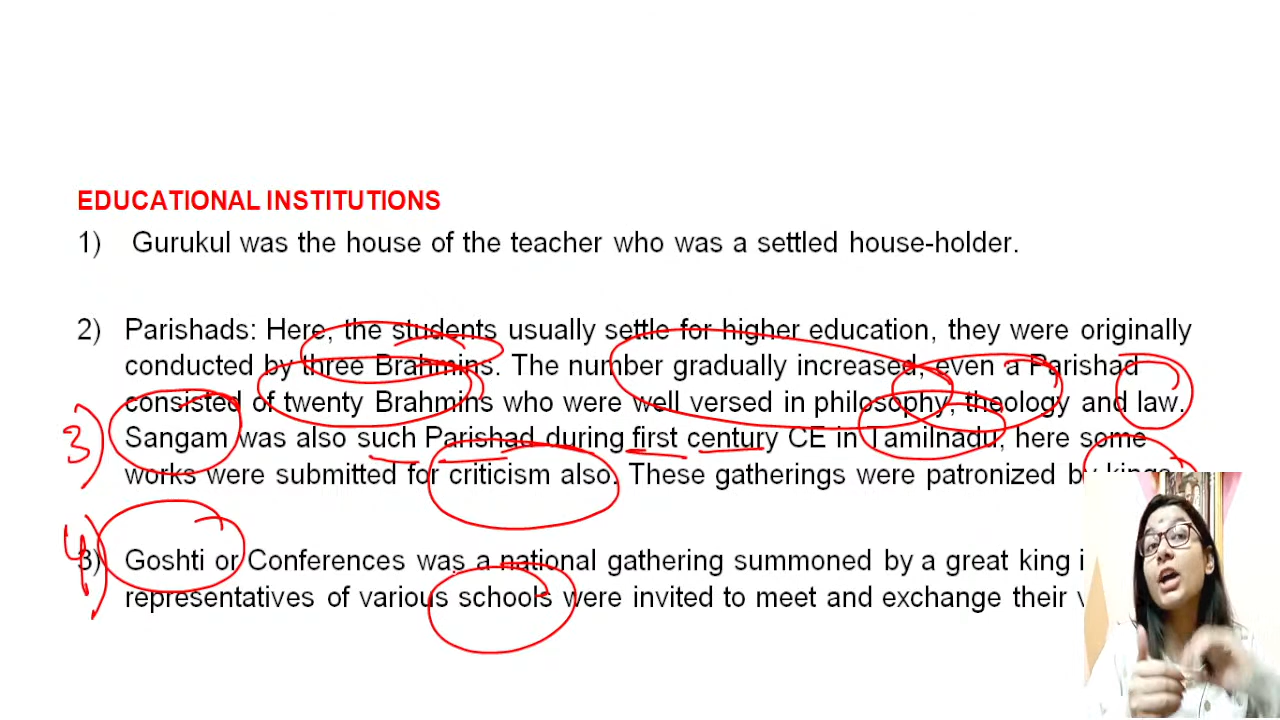 EDUCATIONAL INSTITUTIONS
1) Gurukul was the house of the teacher who was a settled house-holder.
2) Parishads: Here, the students usually settle for higher education, they were originally
conducted by three Brahmins. The number gradually increased, even a Parishad
consisted of twenty Brahmins who were well versed in philosophy, theology and law.
3) Sangam was also such Parishad during first century CE in Tamilnadu, here some
works were submitted for criticism also. These gatherings were patronized by kings.
4) 3) Goshti or Conferences was a national gathering summoned by a great king
representatives of various schools were invited to meet and exchange their